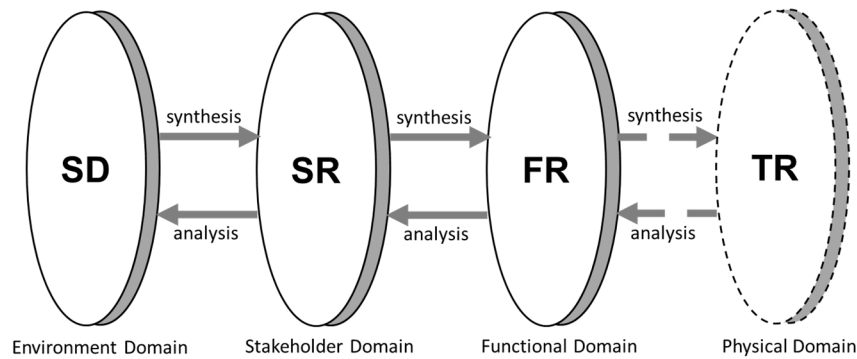 synthesis synthesis synthesis
SD SR FR TR
analysis analysis analysis
Environment Domain Stakeholder Domain Functional Domain Physical Domain